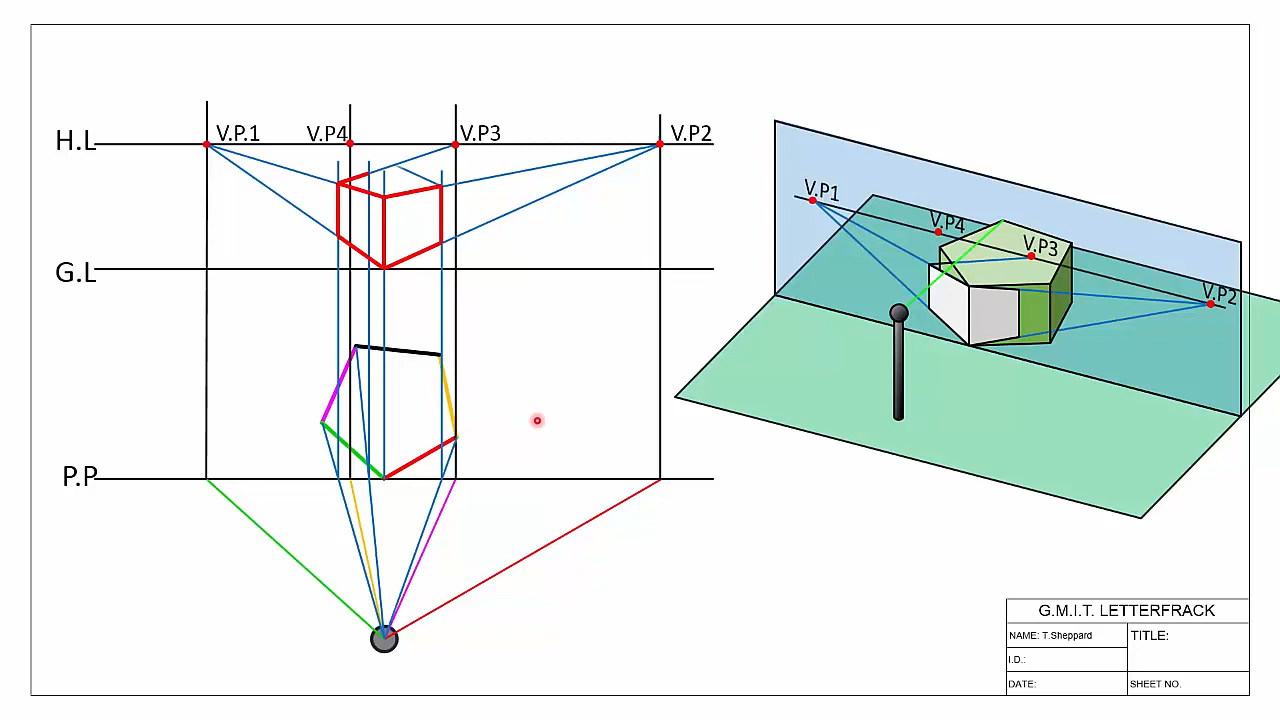 H.L
V.P.1
V.P4
V.P3
V.P2
G.L
P.P
V.P1
V.P4
V.P3
V.P2
G.M.I.T. LETTERFRACK
NAME: T.Sheppard
TITLE:
I.D.:
DATE:
SHEET NO.